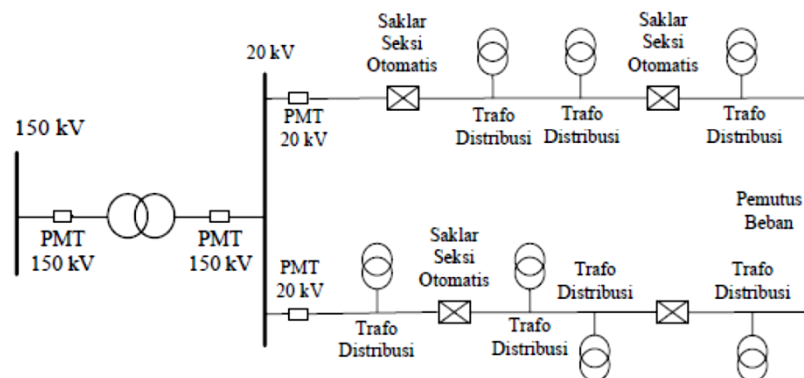 150 kV
PMT
150 kV
PMT
150 kV
20 kV
PMT
20 kV
Saklar
Seksi
Otomatis
Trafo
Distribusi
Trafo
Distribusi
Saklar
Seksi
Otomatis
Trafo
Distribusi
Pemutus
Beban
PMT
20 kV
Trafo
Distribusi
Saklar
Seksi
Otomatis
Trafo
Distribusi
Trafo
Distribusi
Trafo
Distribusi